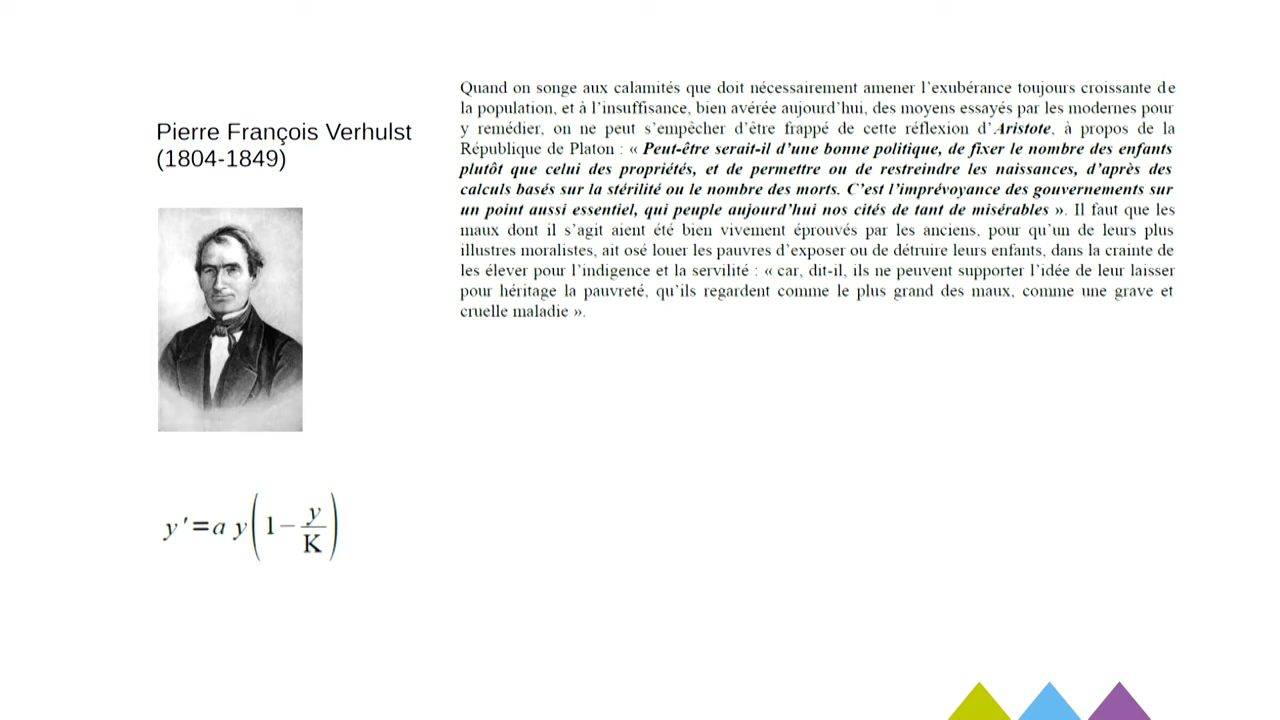 Pierre François Verhulst
(1804-1849)
y'=a y(1−y/K)
Quand on songe aux calamités que doit nécessairement amener l'exubérance toujours croissante de
la population, et à l'insuffisance, bien avérée aujourd'hui, des moyens essayés par les modernes pour
y remédier, on ne peut s'empêcher d'être frappé de cette réflexion d'Aristote, à propos de la
République de Platon : « Peut-être serait-il d'une bonne politique, de fixer le nombre des enfants
plutôt que celui des propriétés, et de permettre ou de restreindre les naissances, d'après des
calculs basés sur la stérilité ou le nombre des morts. C'est l'imprévoyance des gouvernements sur
un point aussi essentiel, qui peuple aujourd'hui nos cités de tant de misérables ». Il faut que les
maux dont il s'agit aient été bien vivement éprouvés par les anciens, pour qu'un de leurs plus
illustres moralistes, ait osé louer les pauvres d'exposer ou de détruire leurs enfants, dans la crainte de
les élever pour l'indigence et la servilité : « car, dit-il, ils ne peuvent supporter l'idée de leur laisser
pour héritage la pauvreté, qu'ils regardent comme le plus grand des maux, comme une grave et
cruelle maladie ».